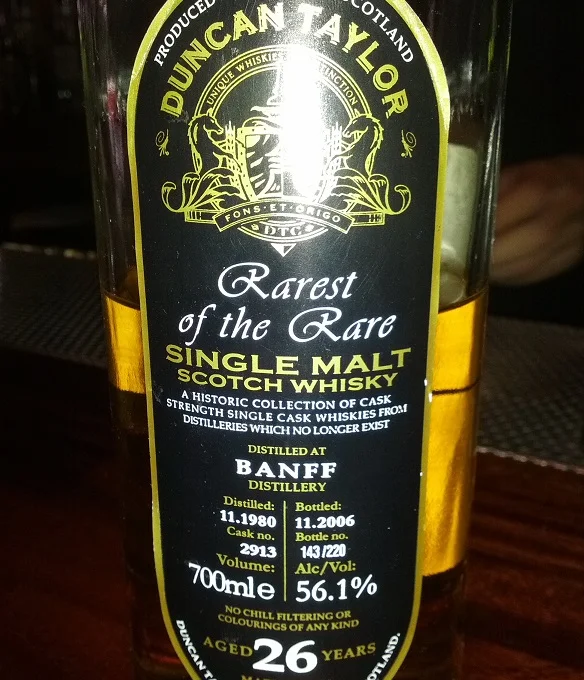 PRODUCED SCOTLAND
DUNCAN TAYLOR
UNIQUE WHISKIES
FONS·ET·ORIGO
DTC
Rarest
of the Rare
SINGLE MALT
SCOTCH WHISKY
A HISTORIC COLLECTION OF CASK
STRENGTH SINGLE CASK WHISKIES FROM
DISTILLERIES WHICH NO LONGER EXIST
DISTILLED AT
BANFF
DISTILLERY
Distilled: Bottled:
11.1980 11.2006
Cask no. Bottle no.
2913 143/220
Volume: Alc/Vol:
700mle 56.1%
NO CHILL FILTERING OR
COLOURINGS OF ANY KIND
AGED 26 YEARS
DUNCAN